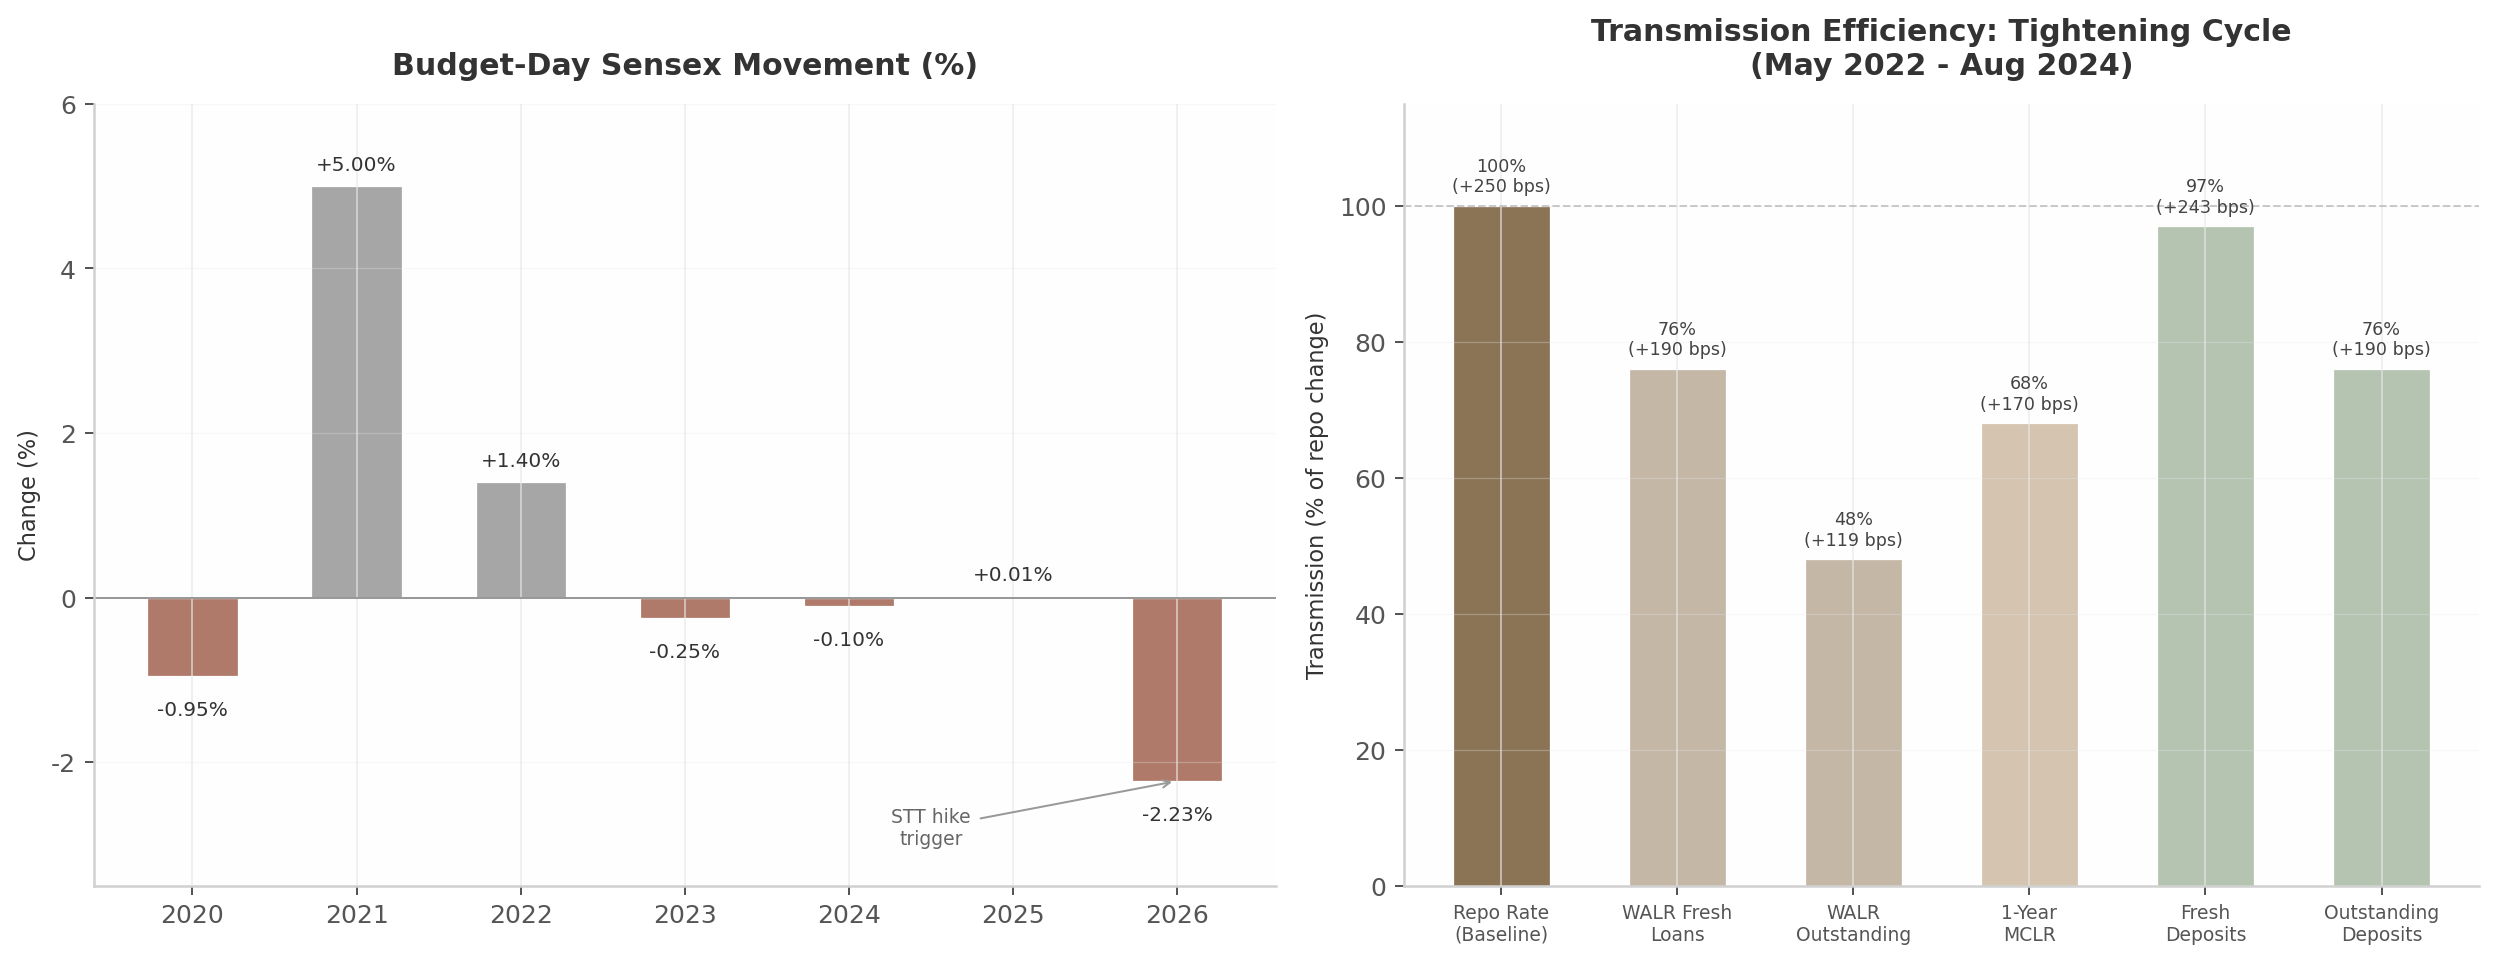 Budget-Day Sensex Movement (%)
Change (%)
6
4
2
0
-2
-0.95%
+5.00%
+1.40%
-0.25%
-0.10%
+0.01%
-2.23%
STT hike
trigger
2020
2021
2022
2023
2024
2025
2026
Transmission Efficiency: Tightening Cycle
(May 2022 - Aug 2024)
Transmission (% of repo change)
100
80
60
40
20
0
100%
(+250 bps)
76%
(+190 bps)
48%
(+119 bps)
68%
(+170 bps)
97%
(+243 bps)
76%
(+190 bps)
Repo Rate
(Baseline)
WALR Fresh
Loans
WALR
Outstanding
1-Year
MCLR
Fresh
Deposits
Outstanding
Deposits